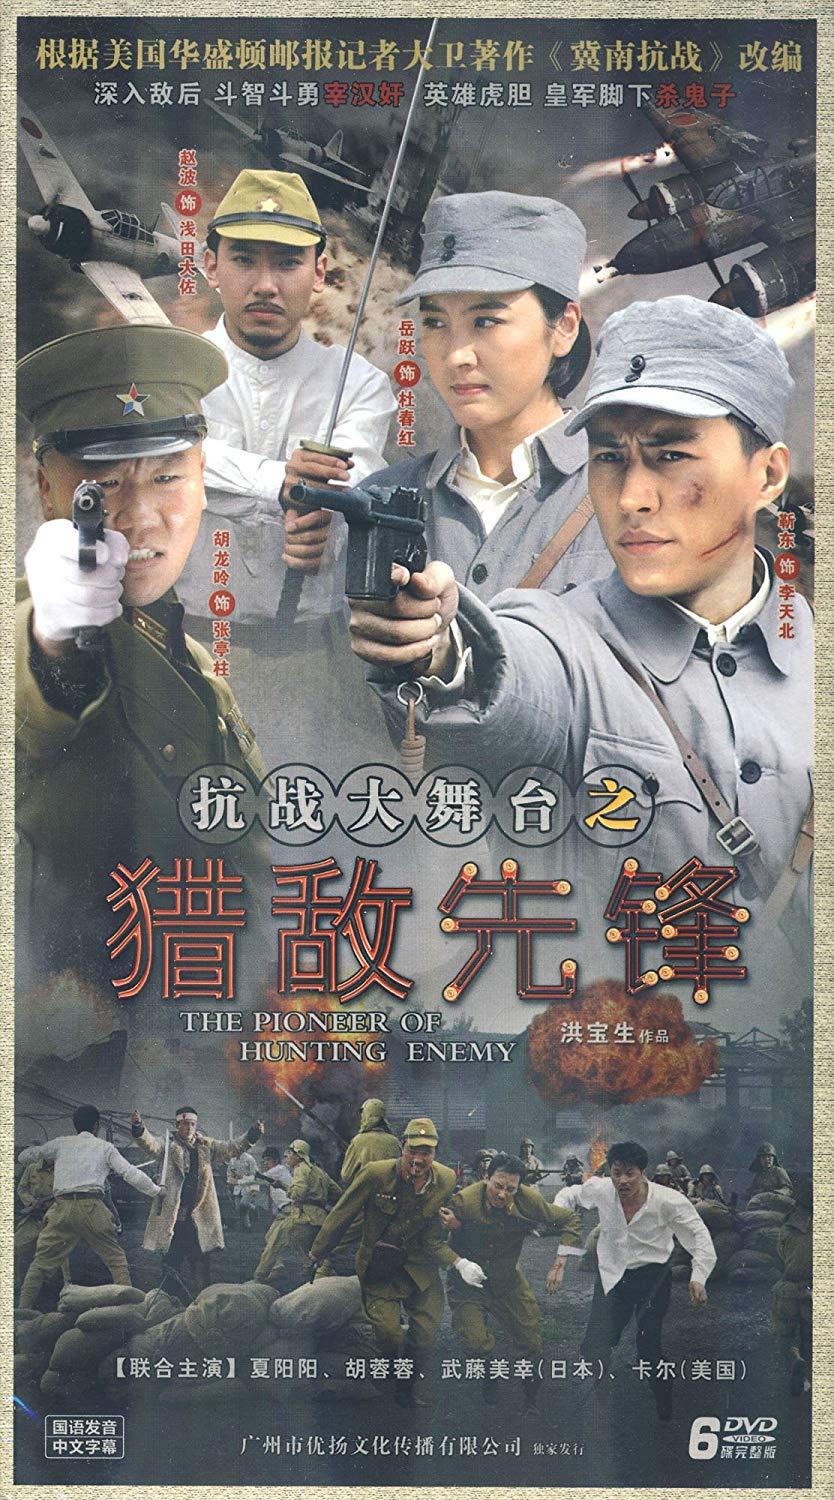 根据美国华盛顿邮报记者大卫著作《冀南抗战》改编
深入敌后 斗智斗勇宰汉奸 英雄虎胆 皇军脚下杀鬼子
赵波饰浅田大佐
岳跃饰杜春红
胡龙吟饰张亭柱
靳东饰李天北
抗战大舞台之
猎敌先锋
THE PIONEER OF
HUNTING ENEMY
洪宝生作品
【联合主演】夏阳阳、胡蓉蓉、武藤美幸(日本)、卡尔(美国)
国语发音
中文字幕
广州市优扬文化传播有限公司 独家发行
6 DVD
VIDEO
碟完整版